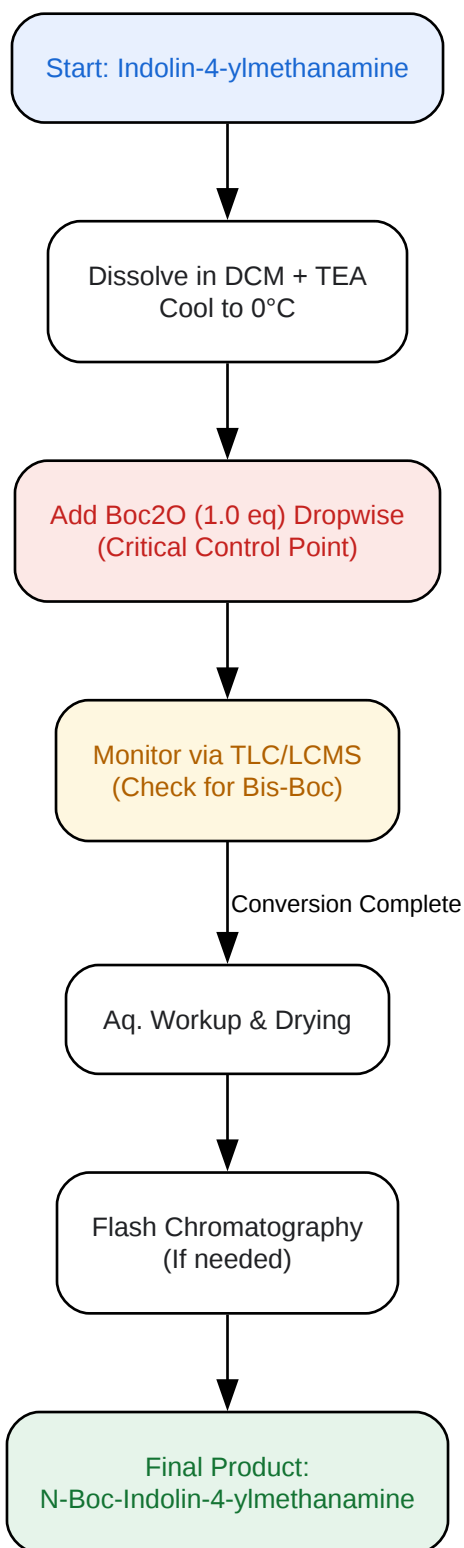 Start: Indolin-4-ylmethanamine
Dissolve in DCM + TEA
Cool to 0°C
Add Boc2O (1.0 eq) Dropwise
(Critical Control Point)
Monitor via TLC/LCMS
(Check for Bis-Boc)
Conversion Complete
Aq. Workup & Drying
Flash Chromatography
(If needed)
Final Product:
N-Boc-Indolin-4-ylmethanamine